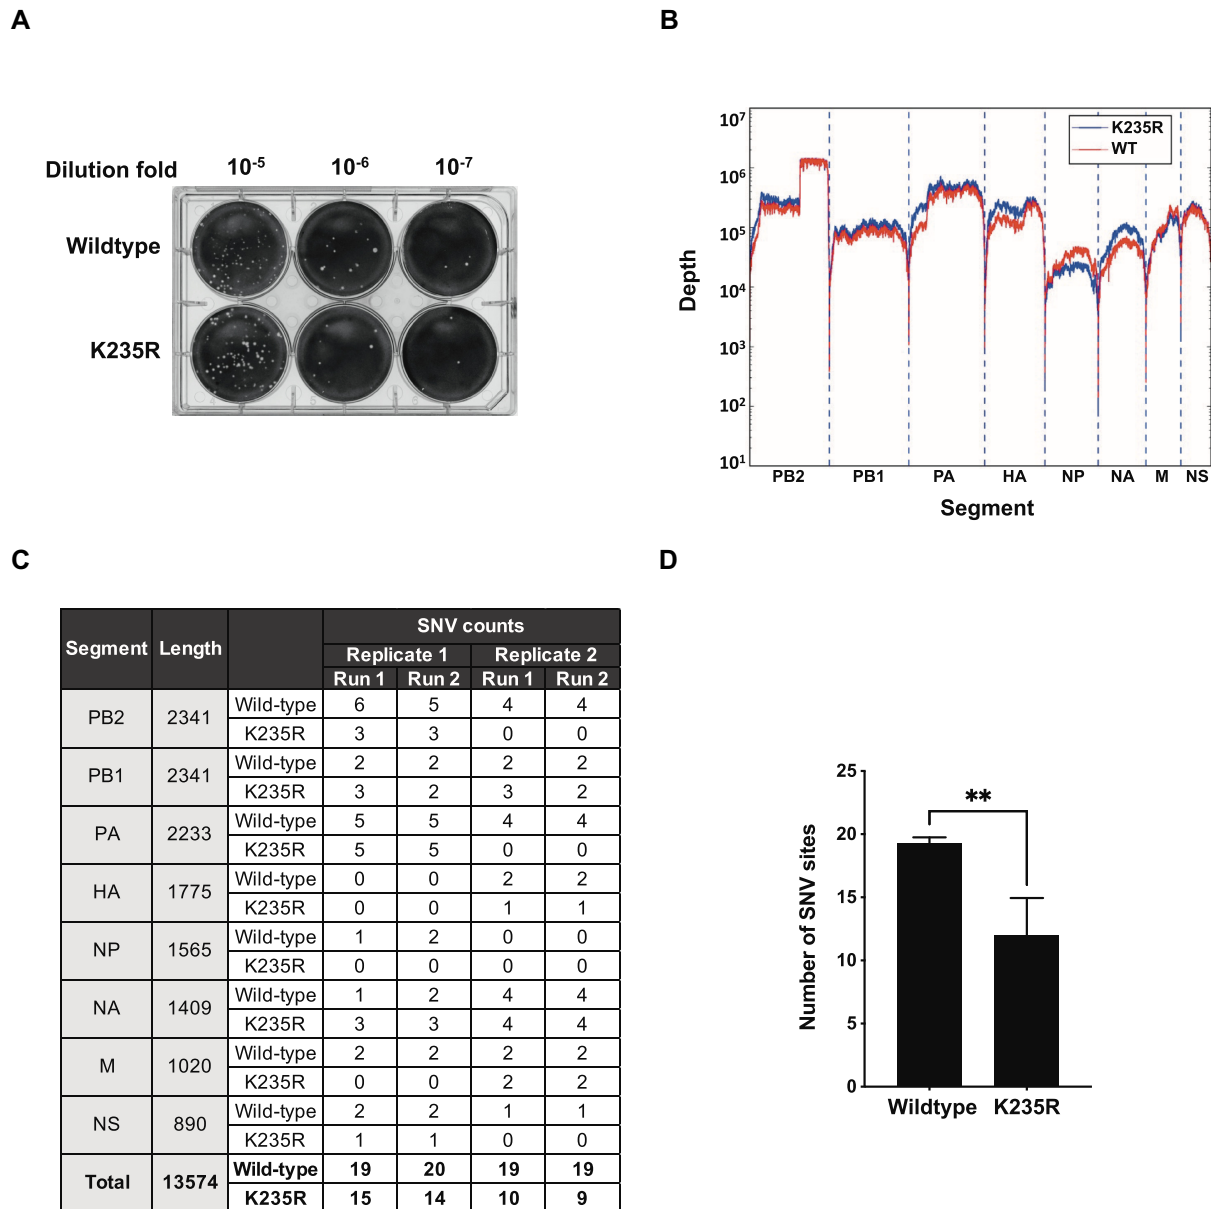 A
Dilution fold 10-5 10-6 10-7
Wildtype
K235R
B
10⁷
10⁶
10⁵
10⁴
10³
10²
10¹
Depth
K235R
WT
PB2 PB1 PA HA NP NA M NS
Segment
C
Segment Length SNV counts
Replicate 1 Replicate 2
Run 1 Run 2 Run 1 Run 2
PB2 2341 Wild-type 6 5 4 4
K235R 3 3 0 0
PB1 2341 Wild-type 2 2 2 2
K235R 3 2 3 2
PA 2233 Wild-type 5 5 4 4
K235R 5 5 0 0
HA 1775 Wild-type 0 0 2 2
K235R 0 0 1 1
NP 1565 Wild-type 1 2 0 0
K235R 0 0 0 0
NA 1409 Wild-type 1 2 4 4
K235R 3 3 4 4
M 1020 Wild-type 2 2 2 2
K235R 0 0 2 2
NS 890 Wild-type 2 2 1 1
K235R 1 1 0 0
Total 13574 Wild-type 19 20 19 19
K235R 15 14 10 9
D
Number of SNV sites
25
20
15
10
5
0
**
Wildtype K235R